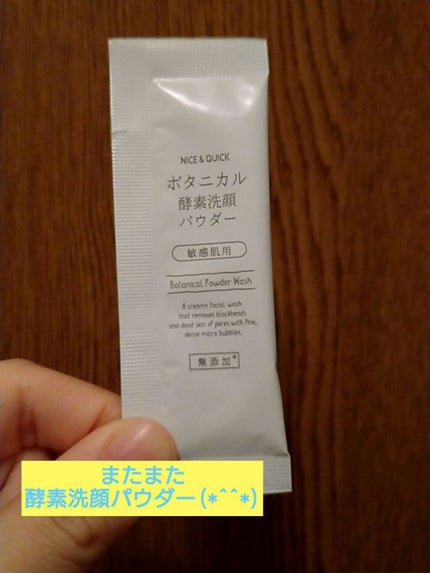 NICE & QUICK
ボタニカル
酵素洗顔
パウダー
敏感肌用
Botanical Powder Wash
A creamy facial wash
that removes blackheads
and dead skin of pores with fine,
dense micro bubbles.
無添加*
またまた
酵素洗顔パウダー(*^^*)